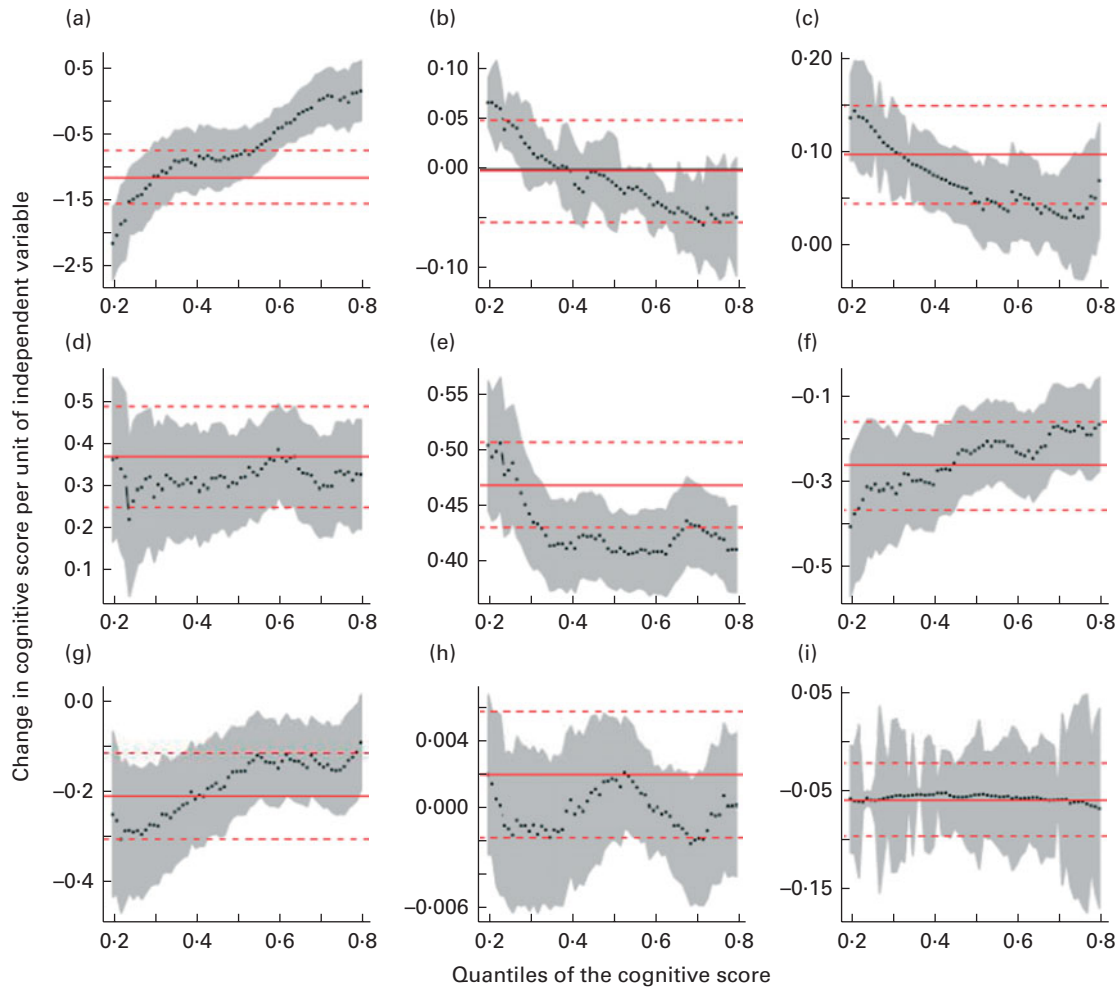 (a) (b) (c)
0·5 0·10 0·20
0·05
−0·5 0·00 0·10
−1·5
0·00
−2·5 −0·10
0·2 0·4 0·6 0·8 0·2 0·4 0·6 0·8 0·2 0·4 0·6 0·8
(d) (e) (f)
0·5 0·55 −0·1
0·4 0·50
0·3 −0·3
0·2 0·45
0·1 0·40 −0·5
0·2 0·4 0·6 0·8 0·2 0·4 0·6 0·8 0·2 0·4 0·6 0·8
(g) (h) (i)
0·0 0·004 0·05
−0·2 0·000 −0·05
−0·4 −0·006 −0·15
0·2 0·4 0·6 0·8 0·2 0·4 0·6 0·8 0·2 0·4 0·6 0·8
Change in cognitive score per unit of independent variable
Quantiles of the cognitive score